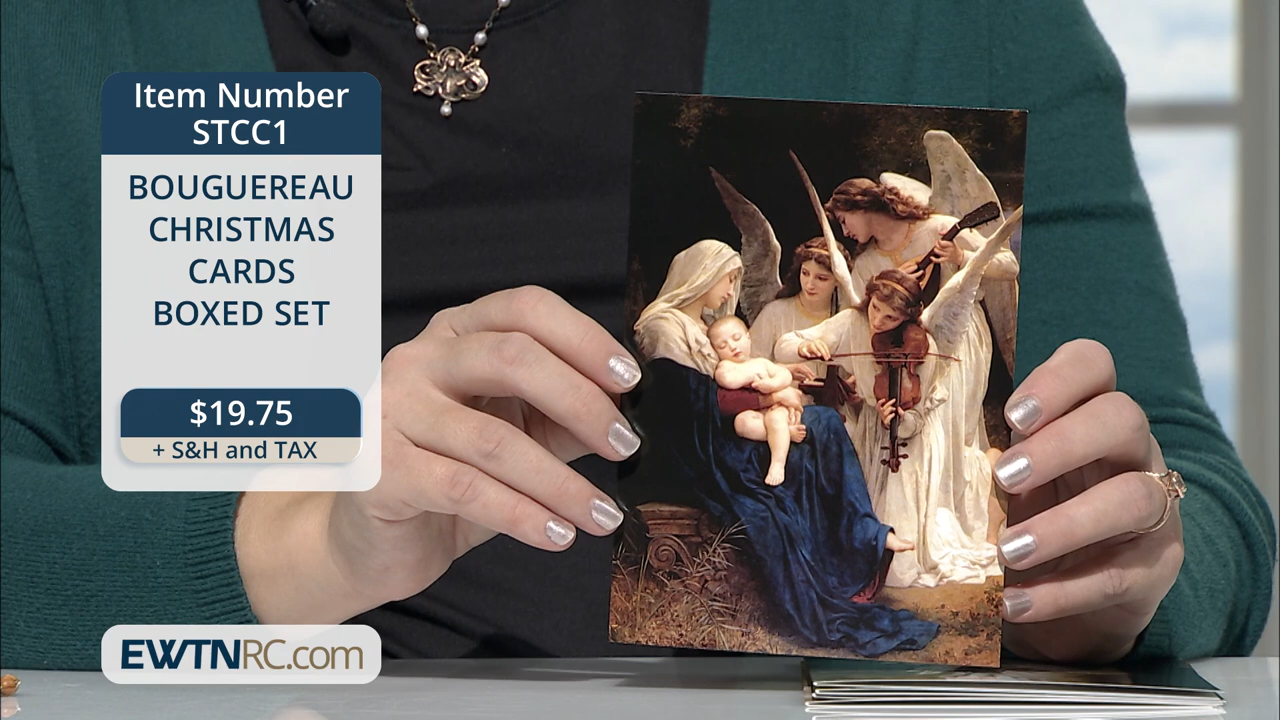 Item Number
STCC1
BOUGUEREAU
CHRISTMAS
CARDS
BOXED SET
$19.75
+ S&H and TAX
EWTNRC.com